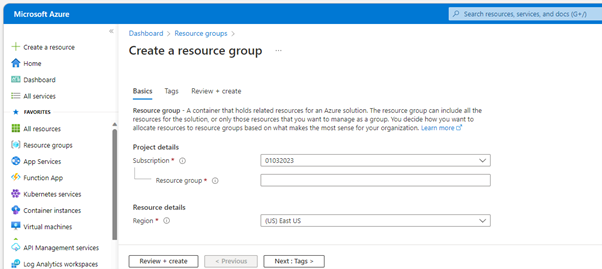 Microsoft Azure
Search resources, services, and docs (G+/)
«
Create a resource
Home
Dashboard
All services
FAVORITES
All resources
Resource groups
App Services
Function App
Kubernetes services
Container instances
Virtual machines
API Management services
Log Analytics workspaces
Dashboard > Resource groups >
Create a resource group ...
Basics Tags Review + create
Resource group - A container that holds related resources for an Azure solution. The resource group can include all the
resources for the solution, or only those resources that you want to manage as a group. You decide how you want to
allocate resources to resource groups based on what makes the most sense for your organization. Learn more
Project details
Subscription * 01032023
Resource group *
Resource details
Region * (US) East US
Review + create < Previous Next : Tags >